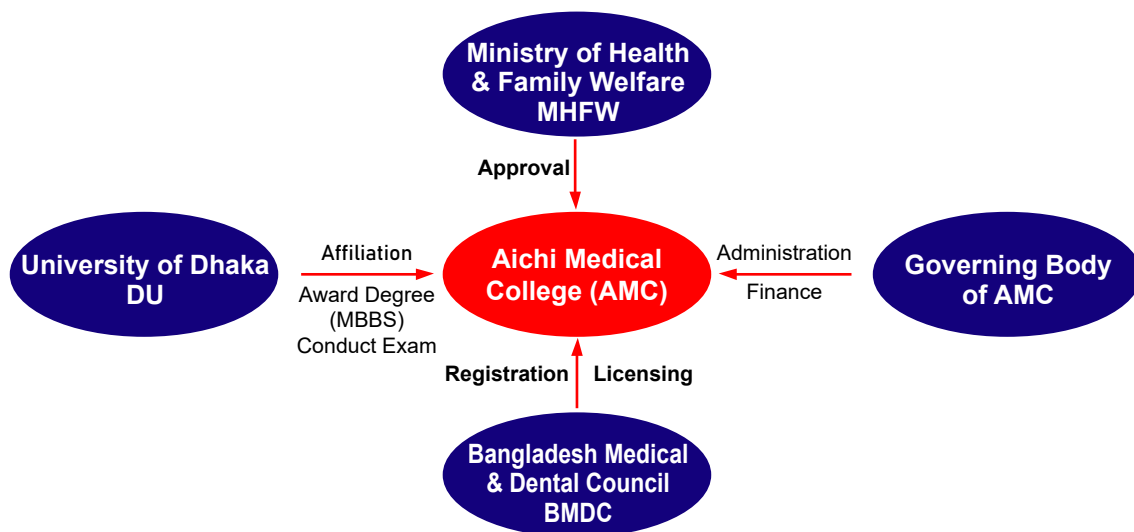 Ministry of Health
& Family Welfare
MHFW
Approval
University of Dhaka
DU
Affiliation
Award Degree
(MBBS)
Conduct Exam
Aichi Medical
College (AMC)
Administration
Finance
Governing Body
of AMC
Registration Licensing
Bangladesh Medical
& Dental Council
BMDC